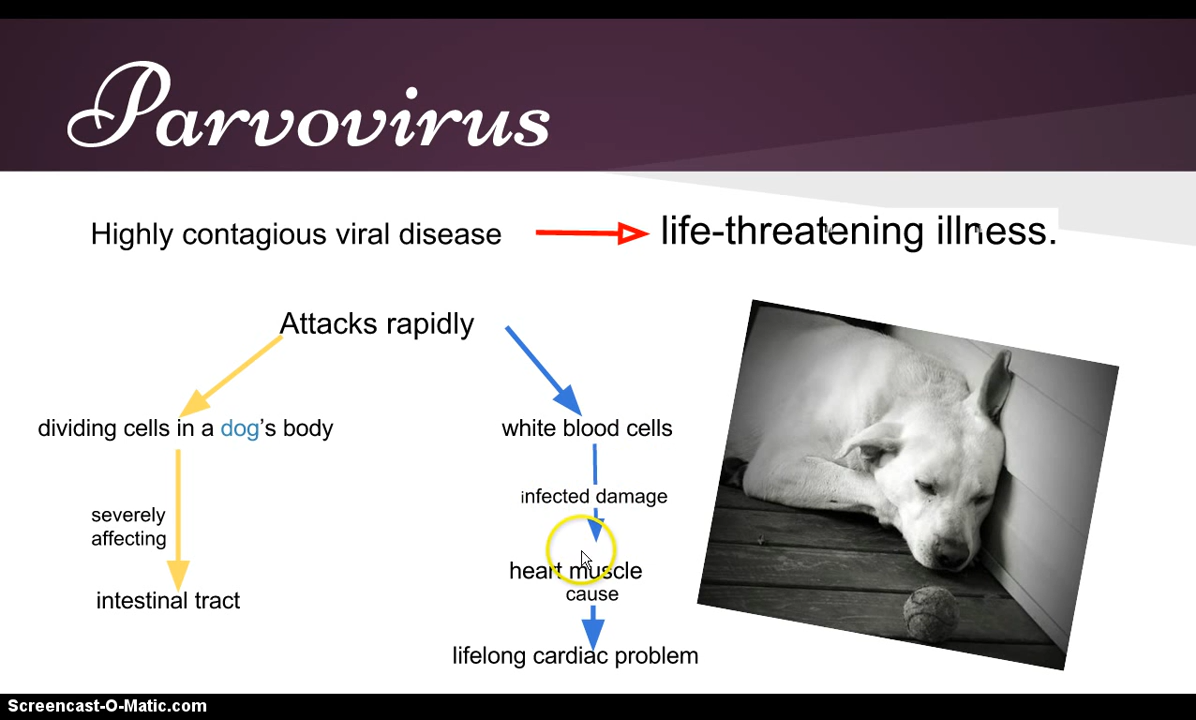 Parvovirus
Highly contagious viral disease
life-threatening illness.
Attacks rapidly
dividing cells in a dog's body
white blood cells
severely
affecting
infected damage
intestinal tract
heart muscle
cause
lifelong cardiac problem
Screencast-O-Matic.com